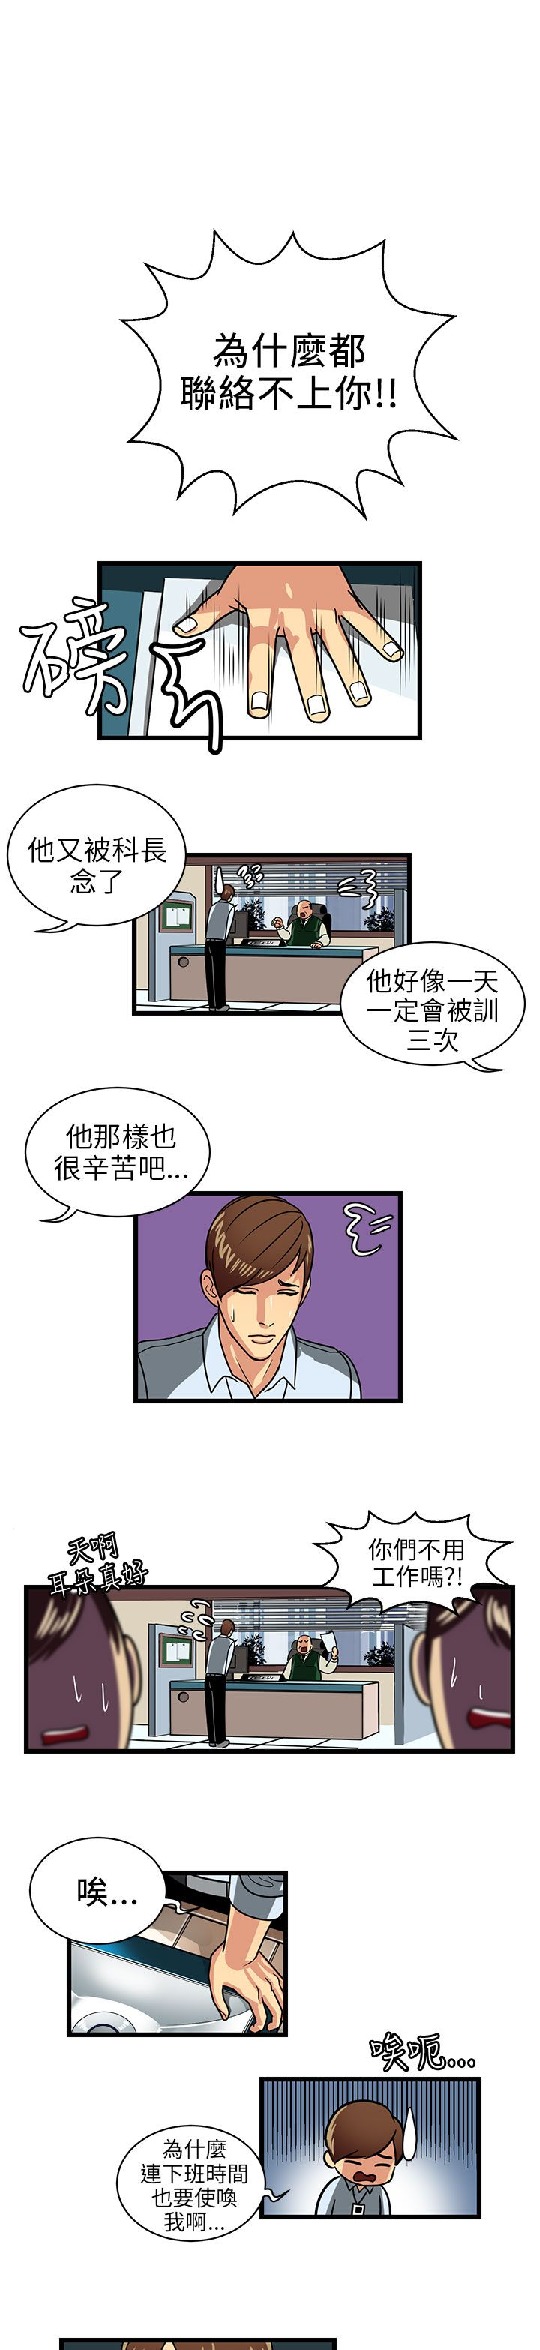 為什麼都
聯絡不上你!!
磅
他又被科長
念了
他好像一天
一定會被訓
三次
他那樣也
很辛苦吧...
天啊
耳朵真好
你們不用
工作嗎?!
唉...
唉呃...
為什麼
連下班時間
也要使喚
我啊...